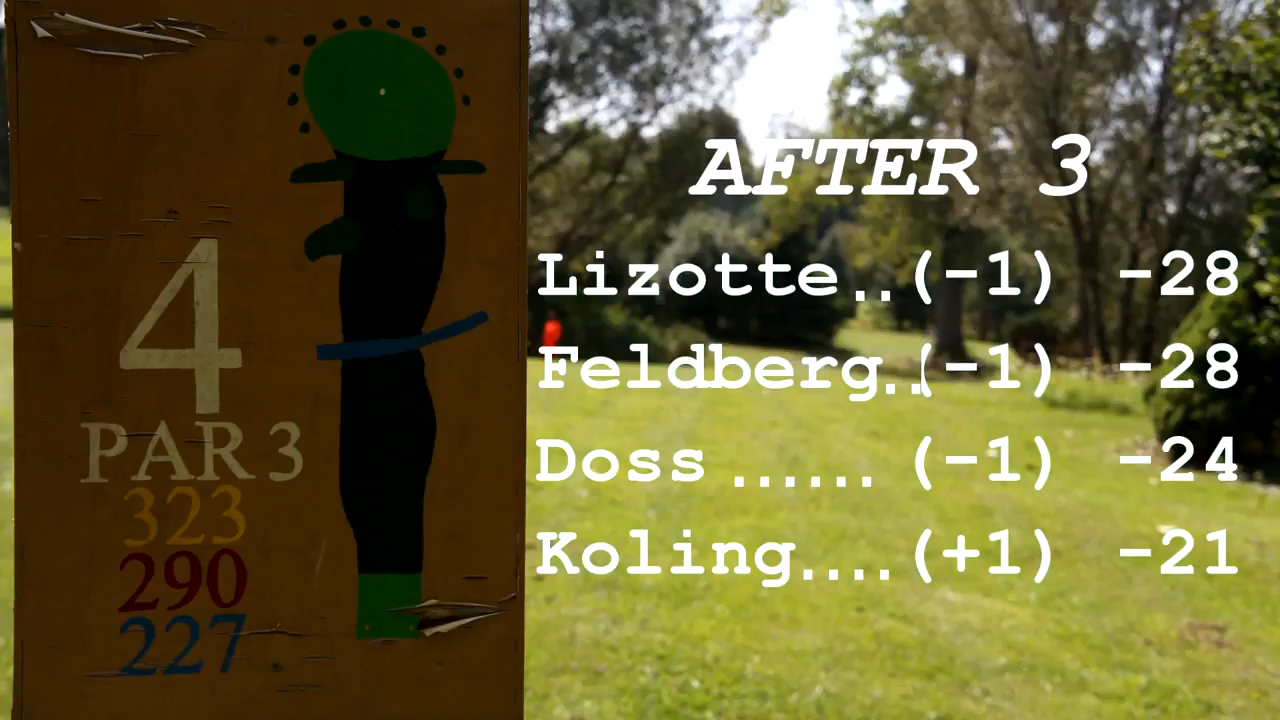 4
PAR 3
323
290
227
AFTER 3
Lizotte..(-1) -28
Feldberg..(-1) -28
Doss ...... (-1) -24
Koling....(+1) -21